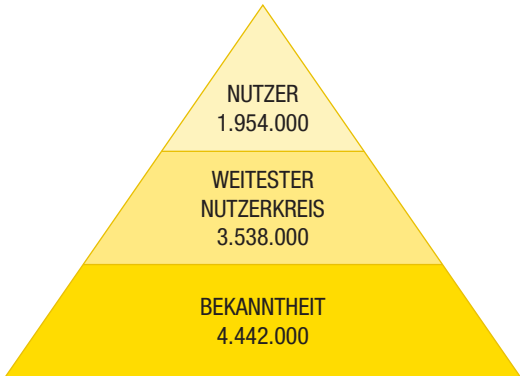 NUTZER
1.954.000
WEITESTER
NUTZERKREIS
3.538.000
BEKANNTHEIT
4.442.000